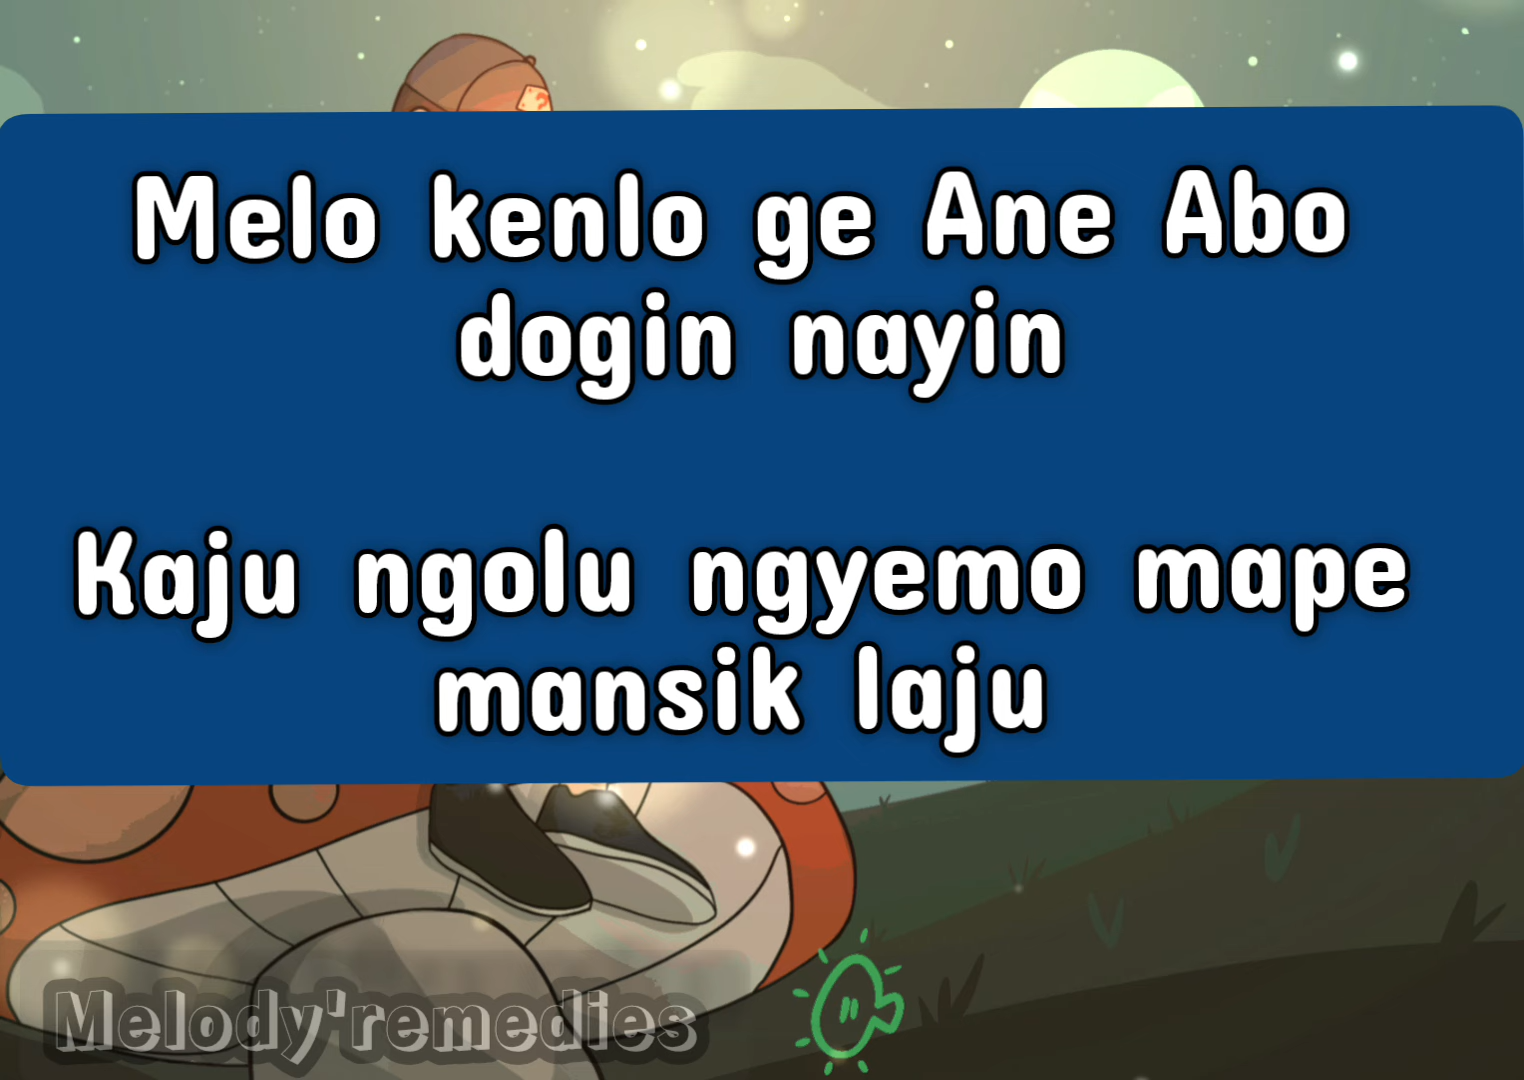 Melo kenlo ge Ane Abo
dogin nayin
Kaju ngolu ngyemo mape
mansik laju
Melody'remedies